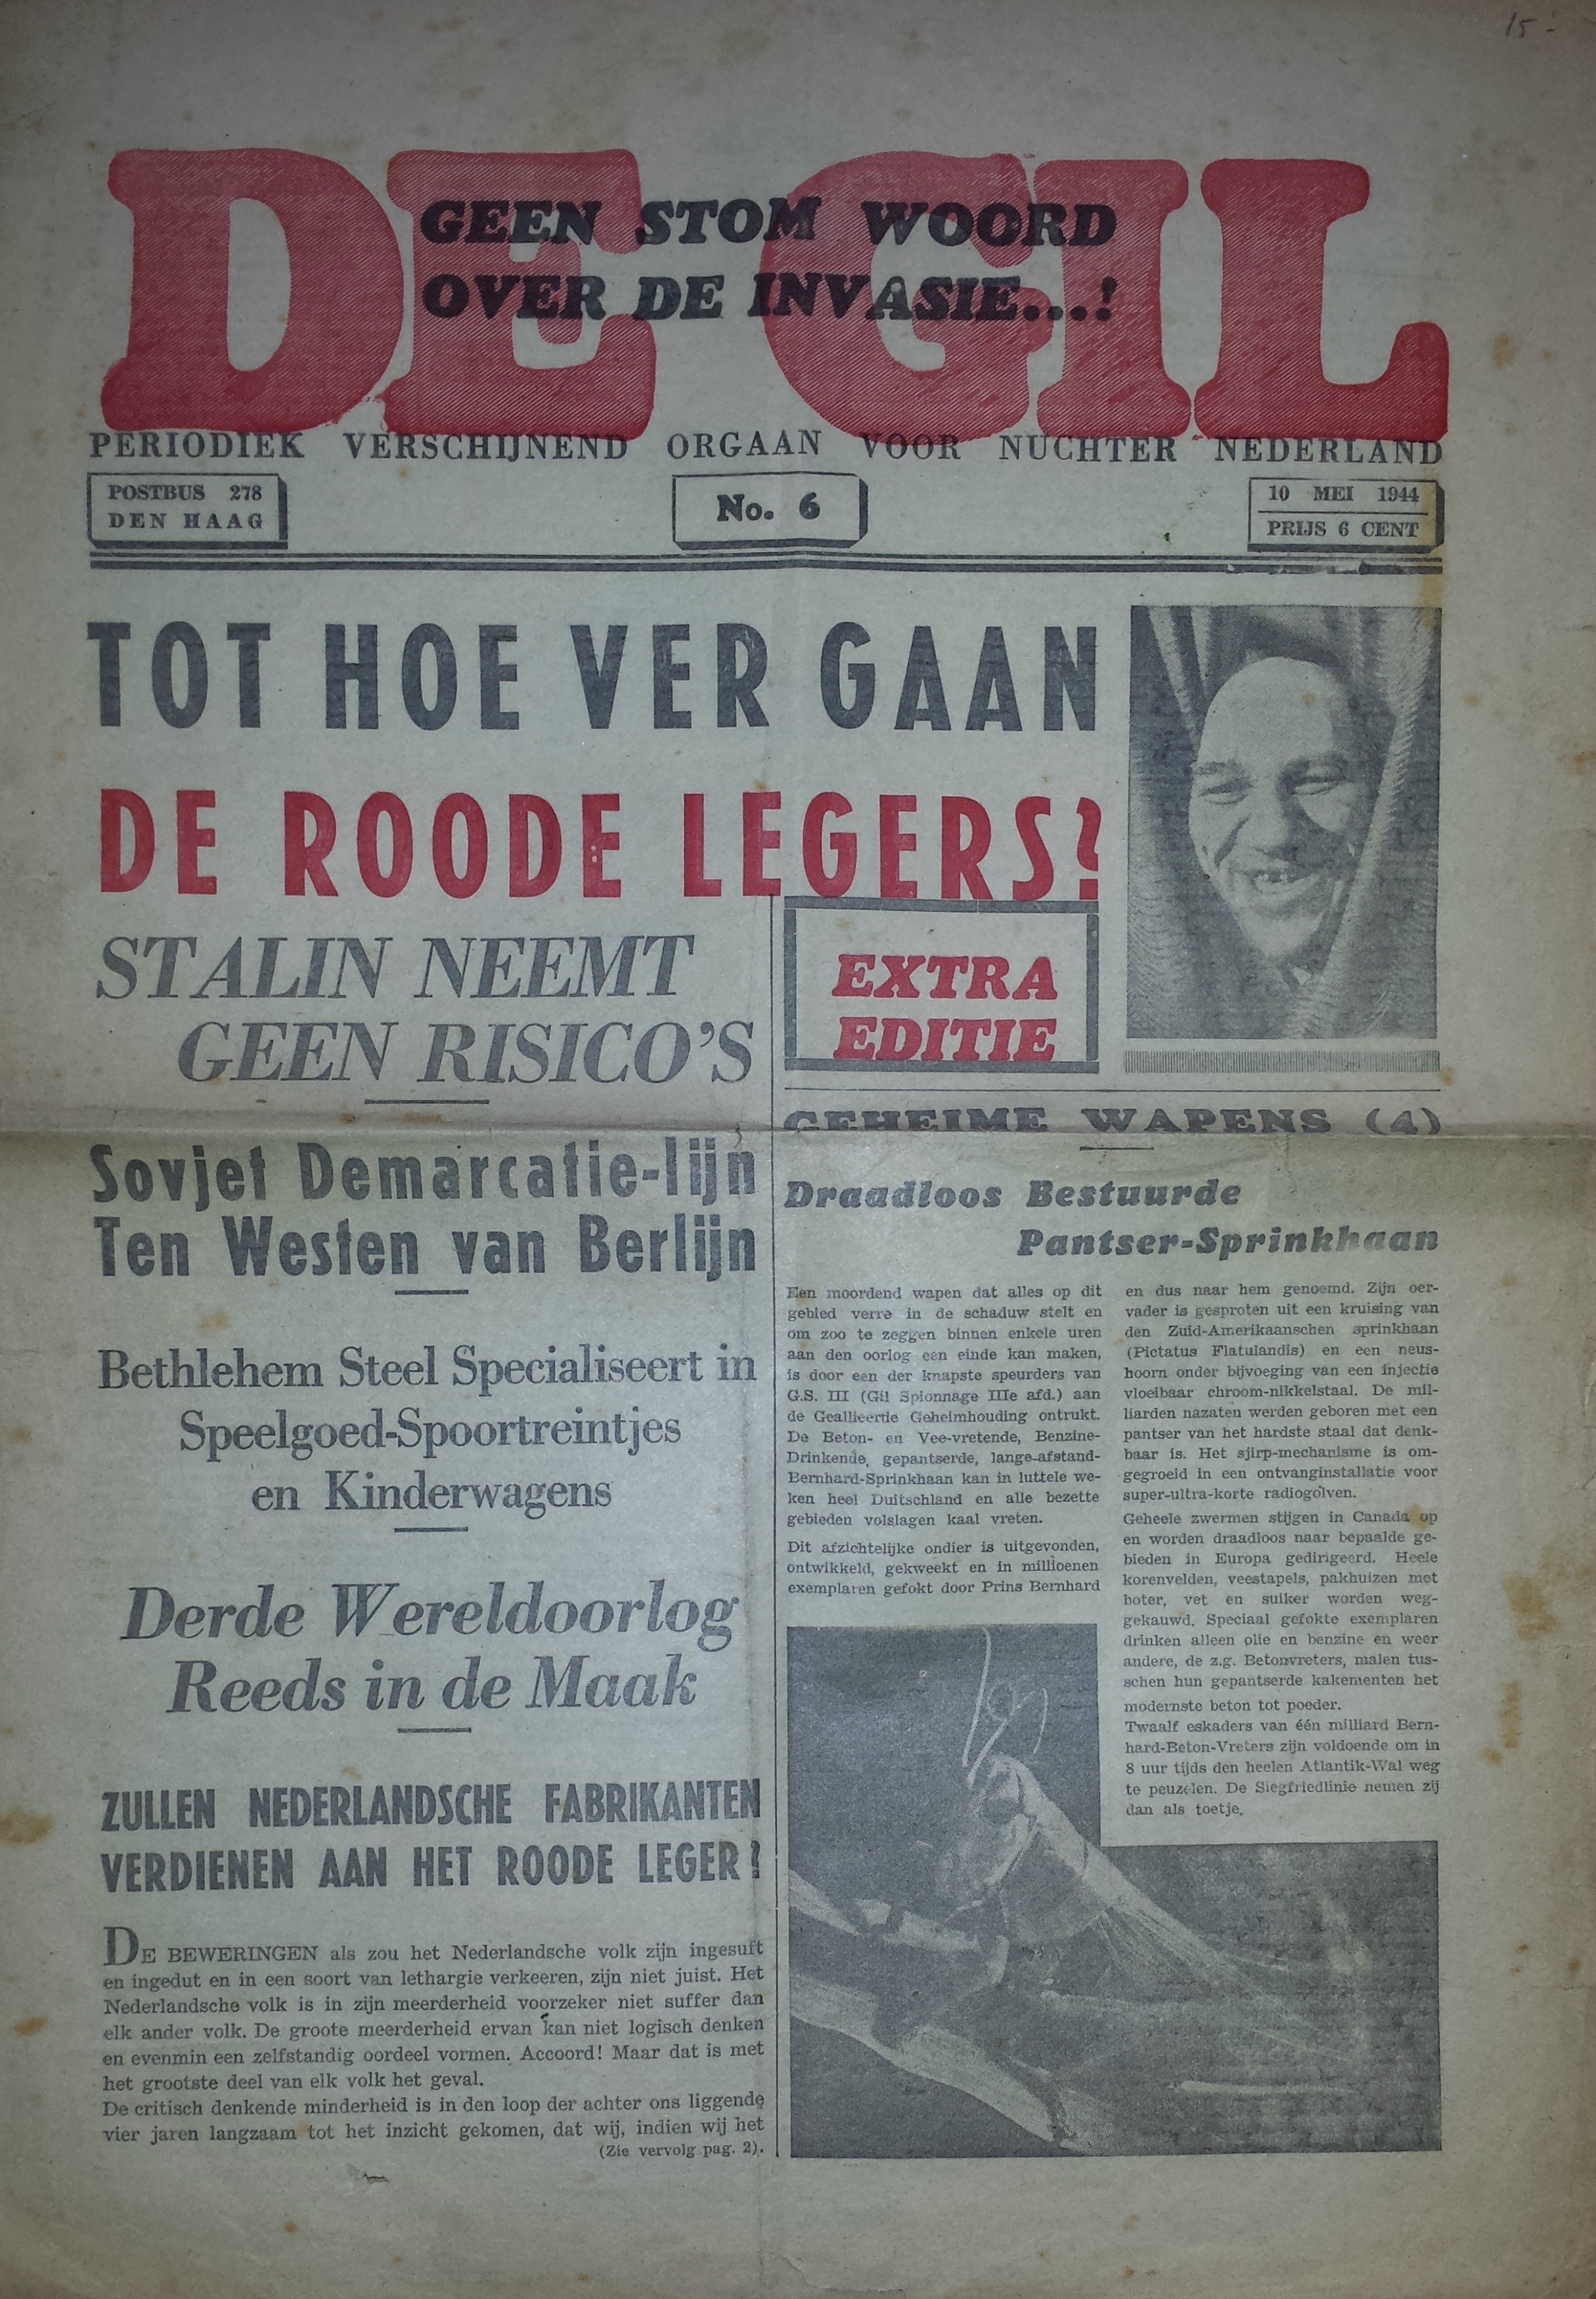 15 -
DE GIL
GEEN STOM WOORD
OVER DE INVASIE...!
PERIODIEK VERSCHIJNEND ORGAAN VOOR NUCHTER NEDERLAND
POSTBUS 278
DEN HAAG
No. 6
10 MEI 1944
PRIJS 6 CENT
TOT HOE VER GAAN
DE ROODE LEGERS?
STALIN NEEMT
GEEN RISICO'S
EXTRA
EDITIE
Sovjet Demarcatie-lijn
Ten Westen van Berlijn
Bethlehem Steel Specialiseert in
Speelgoed-Spoortreintjes
en Kinderwagens
Derde Wereldoorlog
Reeds in de Maak
ZULLEN NEDERLANDSCHE FABRIKANTEN
VERDIENEN AAN HET ROODE LEGER?
DE BEWERINGEN als zou het Nederlandsche volk zijn ingesuft
en ingedut en in een soort van lethargie verkeeren, zijn niet juist. Het
Nederlandsche volk is in zijn meerderheid voorzeker niet suffer dan
elk ander volk. De groote meerderheid ervan kan niet logisch denken
en evenmin een zelfstandig oordeel vormen. Accoord! Maar dat is met
het grootste deel van elk volk het geval.
De critisch denkende minderheid is in den loop der achter ons liggende
vier jaren langzaam tot het inzicht gekomen, dat wij, indien wij het
(Zie vervolg pag. 2).
GEHEIME WAPENS (4)
Draadloos Bestuurde
Pantser-Sprinkhaan
Een moordend wapen dat alles op dit
gebied verre in de schaduw stelt en
om zoo te zeggen binnen enkele uren
aan den oorlog een einde kan maken,
is door een der knapste speurders van
G.S. III (Gil Spionnage IIIe afd.) aan
de Geallieerde Geheimhouding ontrukt.
De Beton- en Vee-vretende, Benzine-
Drinkende, gepantserde, lange-afstand-
Bernhard-Sprinkhaan kan in luttele we-
ken heel Duitschland en alle bezette
gebieden volslagen kaal vreten.
Dit afzichtelijke ondier is uitgevonden,
ontwikkeld, gekweekt en in millioenen
exemplaren gefokt door Prins Bernhard
en dus naar hem genoemd. Zijn oer-
vader is gesproten uit een kruising van
den Zuid-Amerikaanschen sprinkhaan
(Pictatus Flatulandis) en een neus-
hoorn onder bijvoeging van een injectie
vloeibaar chroom-nikkelstaal. De mil-
liarden nazaten werden geboren met een
pantser van het hardste staal dat denk-
baar is. Het sjirp-mechanisme is om-
gegroeid in een ontvanginstallatie voor
super-ultra-korte radiogolven.
Geheele zwermen stijgen in Canada op
en worden draadloos naar bepaalde ge-
bieden in Europa gedirigeerd. Heele
korenvelden, veestapels, pakhuizen met
boter, vet en suiker worden weg-
gekauwd. Speciaal gefokte exemplaren
drinken alleen olie en benzine en weer
andere, de z.g. Betonvreters, malen tus-
schen hun gepantserde kakementen het
modernste beton tot poeder.
Twaalf eskaders van één milliard Bern-
hard-Beton-Vreters zijn voldoende om in
8 uur tijds den heelen Atlantik-Wal weg
te peuzelen. De Siegfriedlinie nemen zij
dan als toetje.